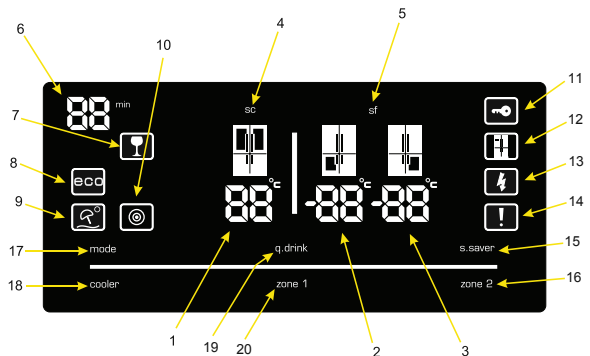 4 5
6 10
88 min sc sf 11
7 12
8 eco 88 °c -88 °c -88 °c 13
9 14
17 mode q.drink s.saver 15
18 cooler zone 1 zone 2 16
1 19 20 2 3